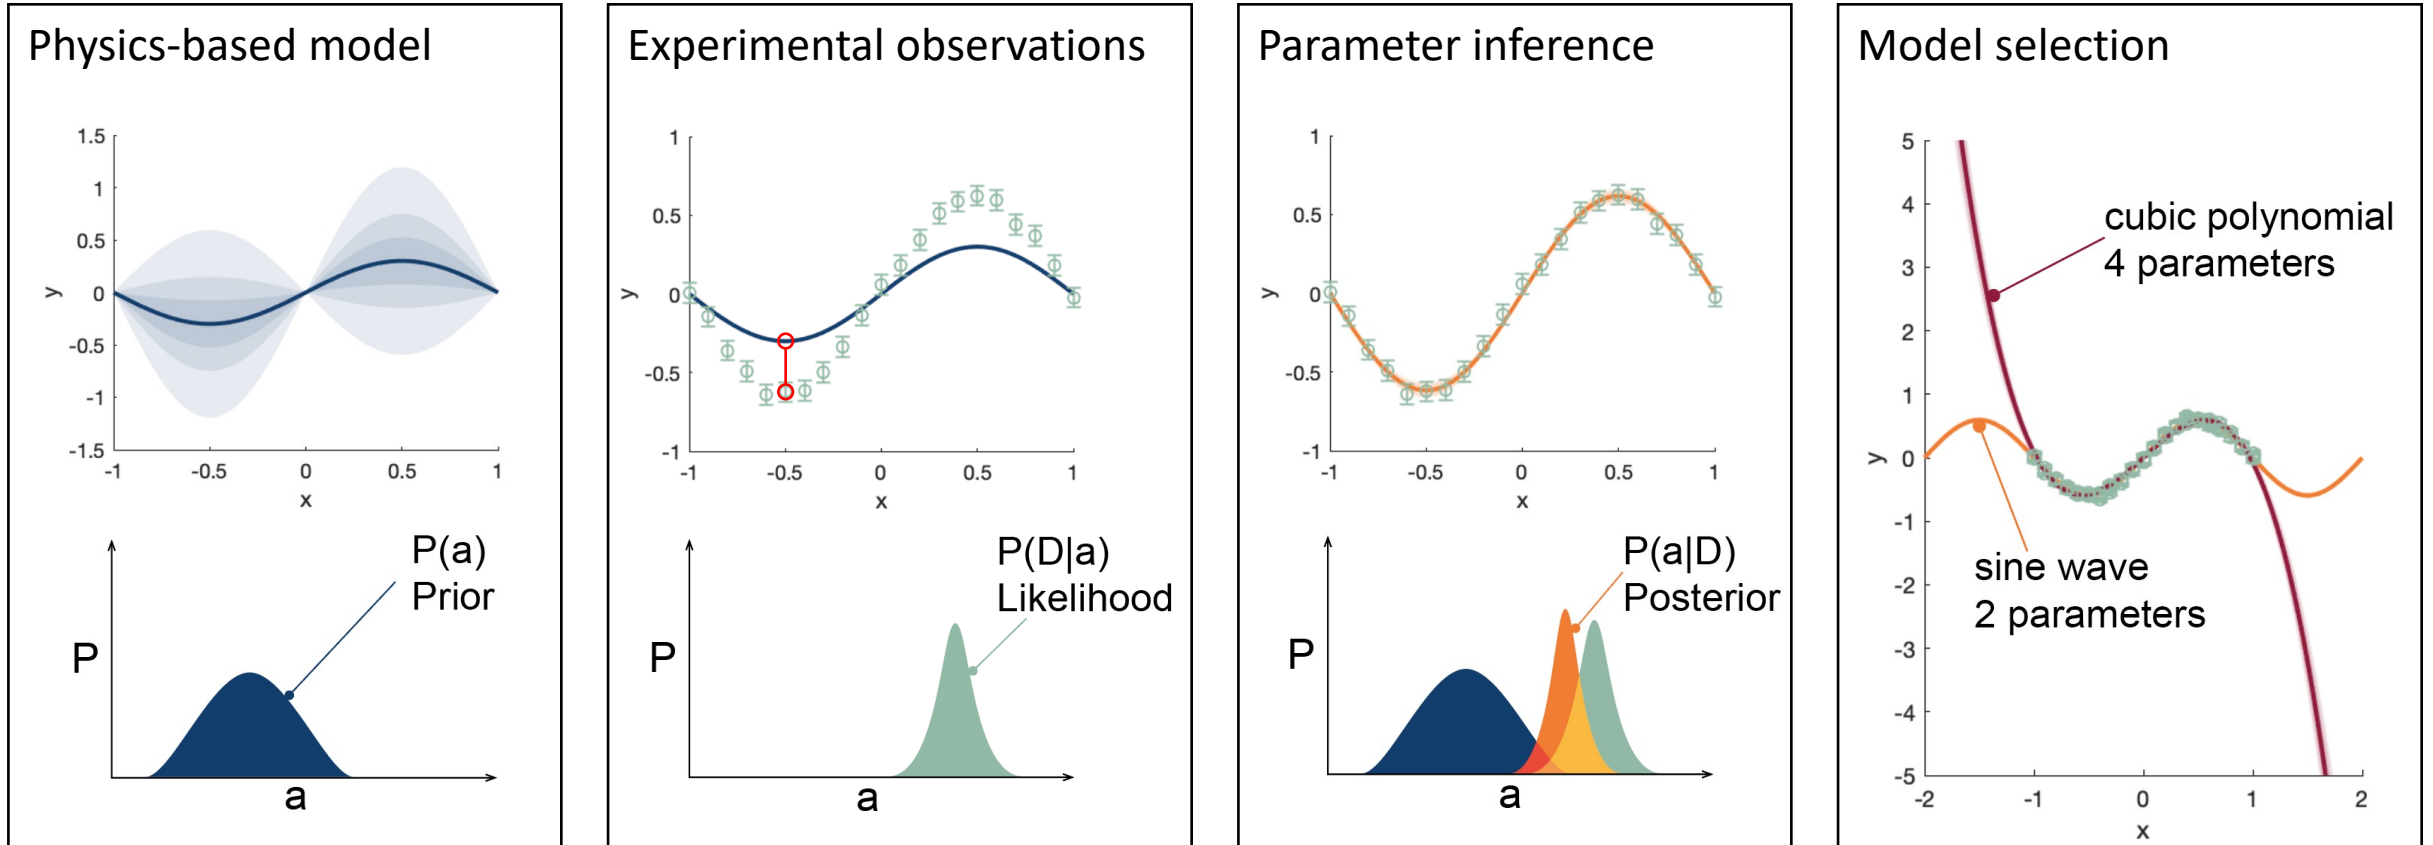 Physics-based model
y
1.5
1
0.5
0
-0.5
-1
-1.5
-1
-0.5
0
0.5
1
x
P(a)
Prior
P
a
Experimental observations
y
1
0.5
0
-0.5
-1
-1
-0.5
0
0.5
1
x
P(D|a)
Likelihood
P
a
Parameter inference
y
1
0.5
0
-0.5
-1
-1
-0.5
0
0.5
1
x
P(a|D)
Posterior
P
a
Model selection
y
5
4
3
2
1
0
-1
-2
-3
-4
-5
-2
-1
0
1
2
x
cubic polynomial
4 parameters
sine wave
2 parameters